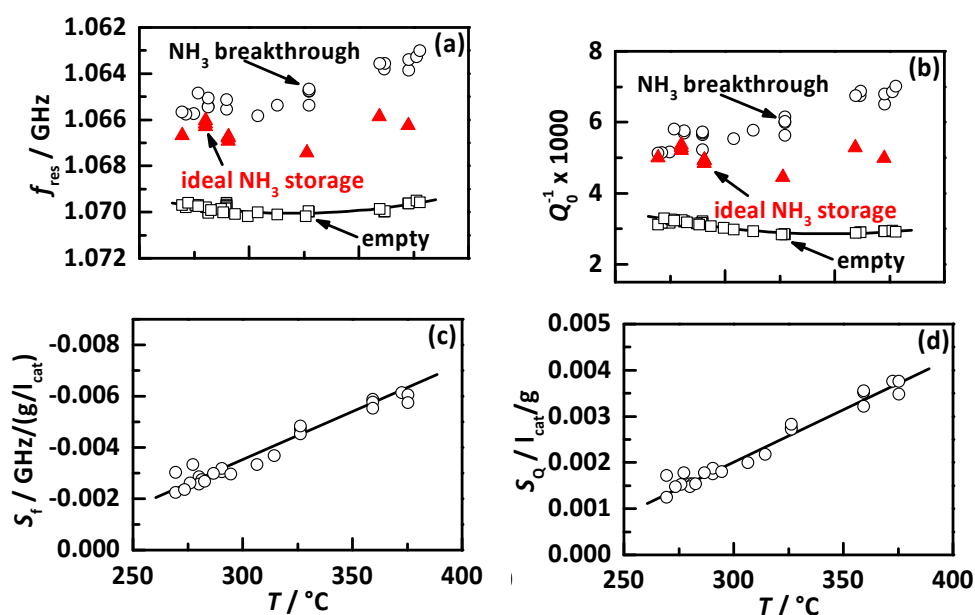 (a)
1.062
1.064
1.066
1.068
1.070
1.072
f_res / GHz
NH₃ breakthrough
ideal NH₃ storage
empty
(b)
8
6
4
2
Q₀⁻¹ x 1000
NH₃ breakthrough
ideal NH₃ storage
empty
(c)
-0.008
-0.006
-0.004
-0.002
0.000
S_f / GHz/(g/l_cat)
250
300
350
400
T / °C
(d)
0.005
0.004
0.003
0.002
0.001
0.000
S_Q / l_cat/g
250
300
350
400
T / °C